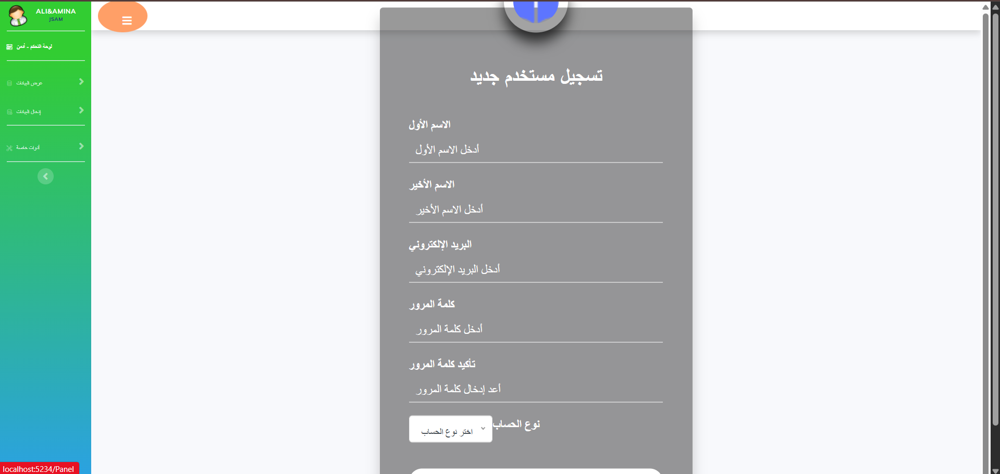 ALI&AMINA
JSAM
لوحة التحكم - أدمن
عرض البيانات
إدخال البيانات
أدوات خاصة
تسجيل مستخدم جديد
الاسم الأول
أدخل الاسم الأول
الاسم الأخير
أدخل الاسم الأخير
البريد الإلكتروني
أدخل البريد الإلكتروني
كلمة المرور
أدخل كلمة المرور
تأكيد كلمة المرور
أعد إدخال كلمة المرور
نوع الحساب
اختر نوع الحساب
localhost:5234/Panel